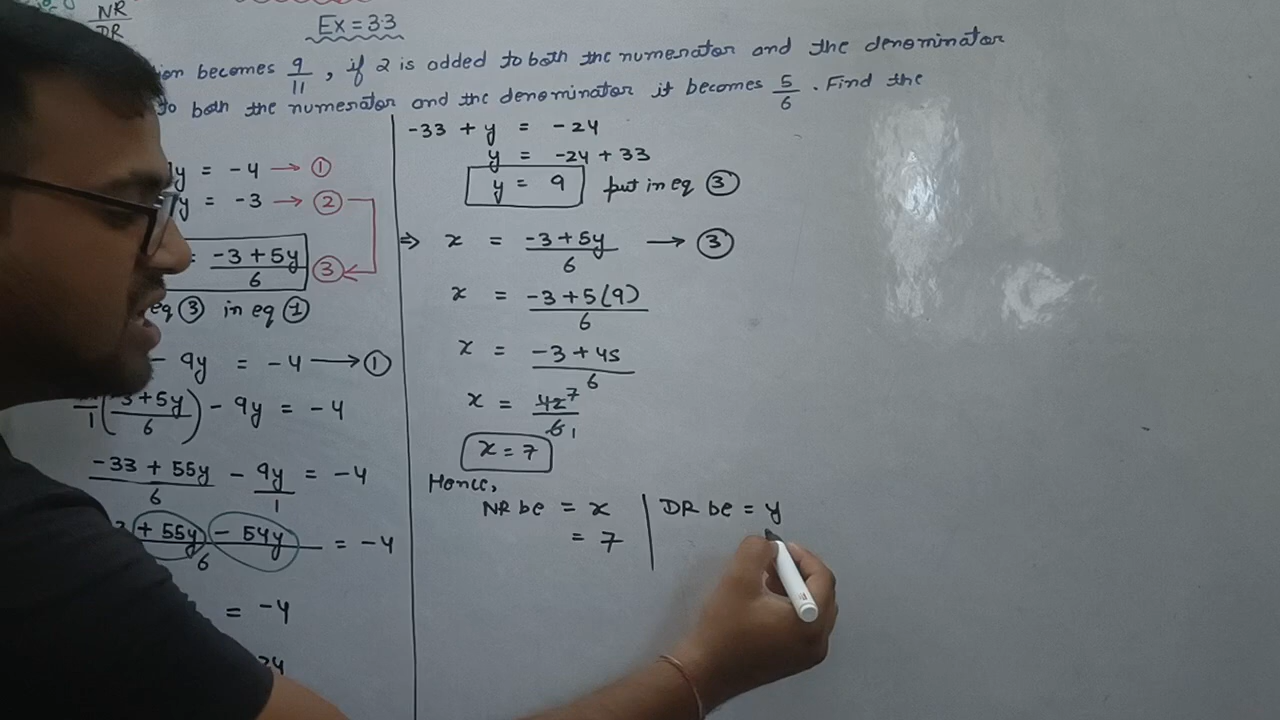 NR
DR
Ex = 3.3
becomes 9/11, if 2 is added to both the numerator and the denominator
to both the numerator and the denominator it becomes 5/6. Find the
y = -4 → ①
y = -3 → ②
= -3 + 5y / 6 ③
eq ③ in eq ①
- 9y = -4 → ①
/1 (3 + 5y / 6) - 9y = -4
-33 + 55y / 6 - 9y / 1 = -4
+ 55y - 54y / 6 = -4
= -4
24
-33 + y = -24
y = -24 + 33
y = 9 put in eq ③
⇒ x = -3 + 5y / 6 → ③
x = -3 + 5(9) / 6
x = -3 + 45 / 6
x = 42 7 / 6 1
x = 7
Hence,
NR be = x | DR be = y
= 7